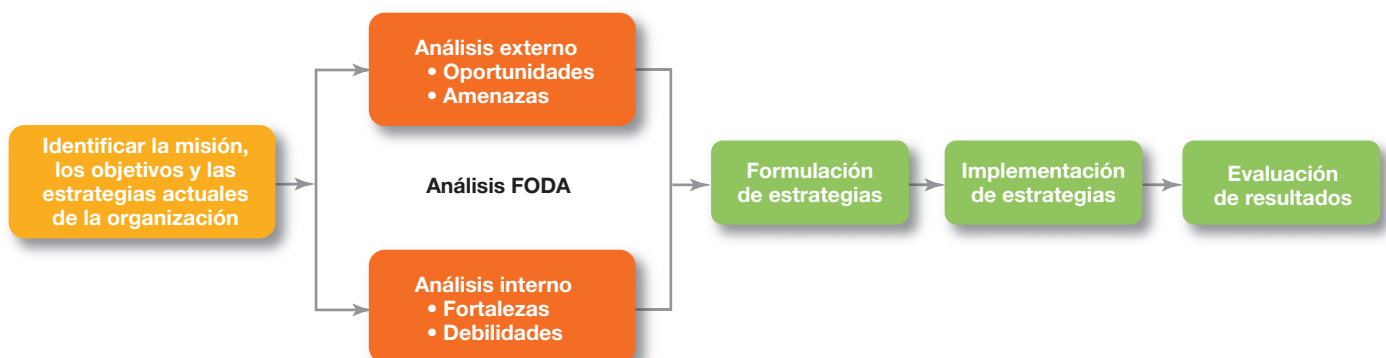 Identificar la misión,
los objetivos y las
estrategias actuales
de la organización
Análisis externo
• Oportunidades
• Amenazas
Análisis FODA
Análisis interno
• Fortalezas
• Debilidades
Formulación
de estrategias
Implementación
de estrategias
Evaluación
de resultados